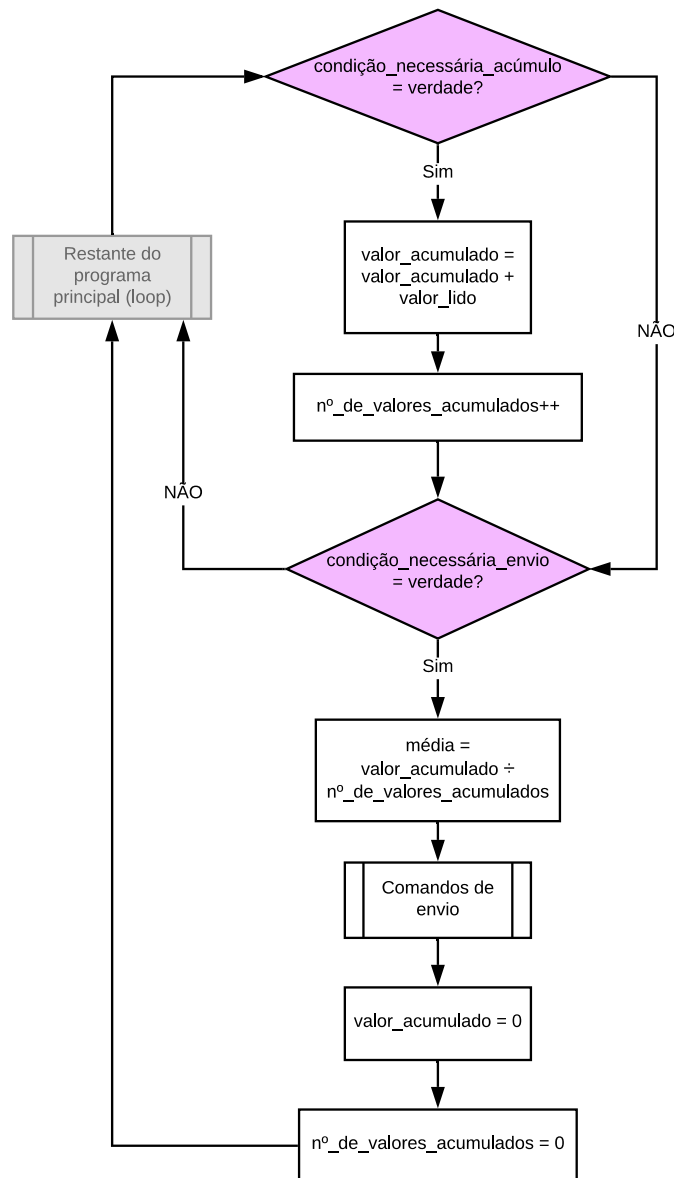 condição_necessária_acúmulo
= verdade?
Sim
Restante do
programa
principal (loop)
valor_acumulado =
valor_acumulado +
valor_lido
NÃO
nº_de_valores_acumulados++
NÃO
condição_necessária_envio
= verdade?
Sim
média =
valor_acumulado ÷
nº_de_valores_acumulados
Comandos de
envio
valor_acumulado = 0
nº_de_valores_acumulados = 0